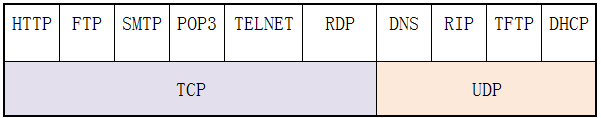 HTTP FTP SMTP POP3 TELNET RDP DNS RIP TFTP DHCP
TCP UDP